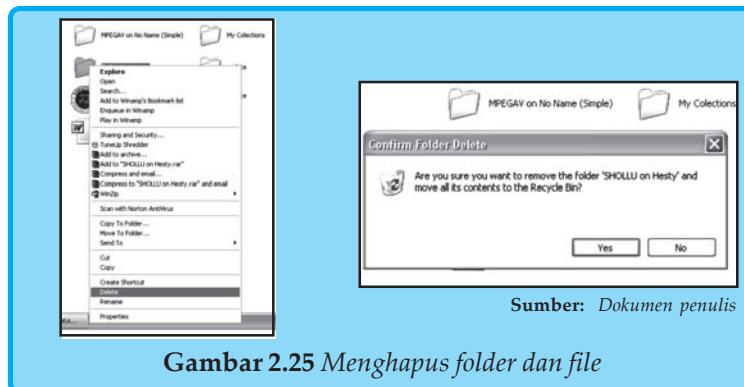 MPEGAV on No Name (Simple)
My Colections
Explore
Open
Search...
Add to Winamp's Bookmark list
Enqueue in Winamp
Play in Winamp
Sharing and Security...
TuneUp Shredder
Add to archive...
Add to "SHOLLU on Hesty.rar"
Compress and email...
Compress to "SHOLLU on Hesty.rar" and email
WinZip
Scan with Norton AntiVirus
Copy To Folder...
Move To Folder...
Send To
Cut
Copy
Create Shortcut
Delete
Rename
Properties
MPEGAV on No Name (Simple)
My Colections
Confirm Folder Delete
Are you sure you want to remove the folder 'SHOLLU on Hesty' and
move all its contents to the Recycle Bin?
Yes
No
Sumber: Dokumen penulis
Gambar 2.25 Menghapus folder dan file